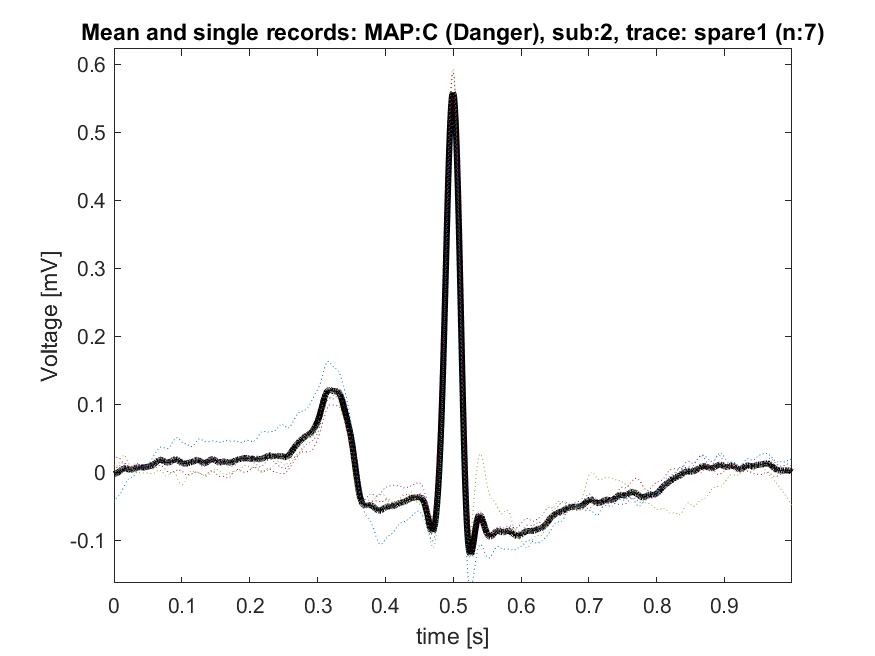 Mean and single records: MAP:C (Danger), sub:2, trace: spare1 (n:7)
0.6
0.5
0.4
0.3
0.2
0.1
0
-0.1
Voltage [mV]
0 0.1 0.2 0.3 0.4 0.5 0.6 0.7 0.8 0.9
time [s]